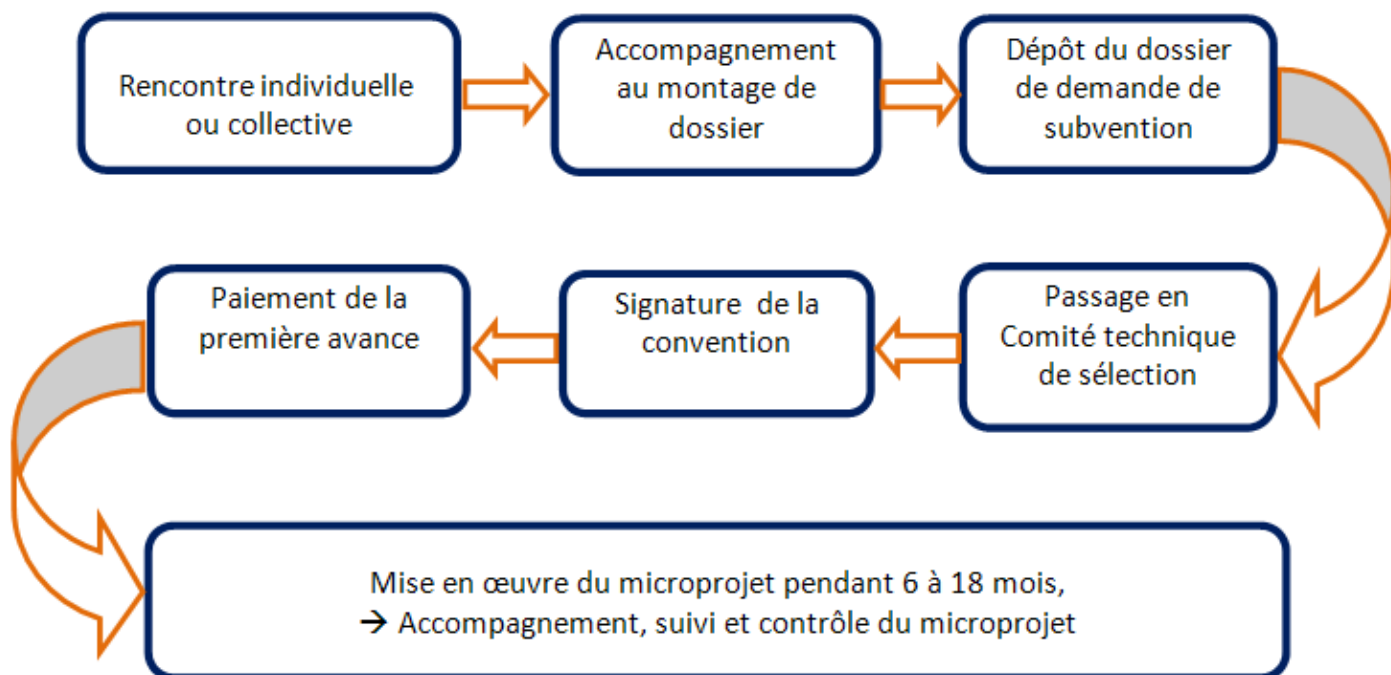 Rencontre individuelle
ou collective
Accompagnement
au montage de
dossier
Dépôt du dossier
de demande de
subvention
Passage en
Comité technique
de sélection
Signature de la
convention
Paiement de la
première avance
Mise en œuvre du microprojet pendant 6 à 18 mois,
→ Accompagnement, suivi et contrôle du microprojet